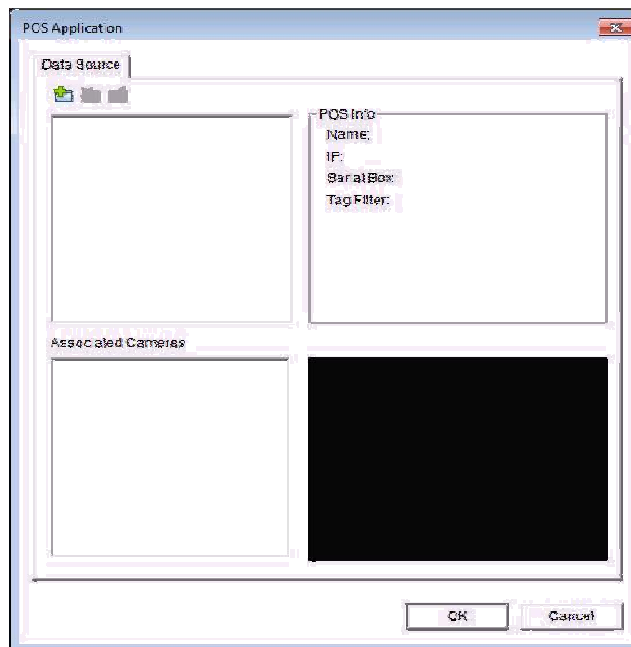 POS Application
Data Source
POS Info
Name:
IP:
Serial Box:
Tag Filter:
Associated Cameras
OK
Cancel